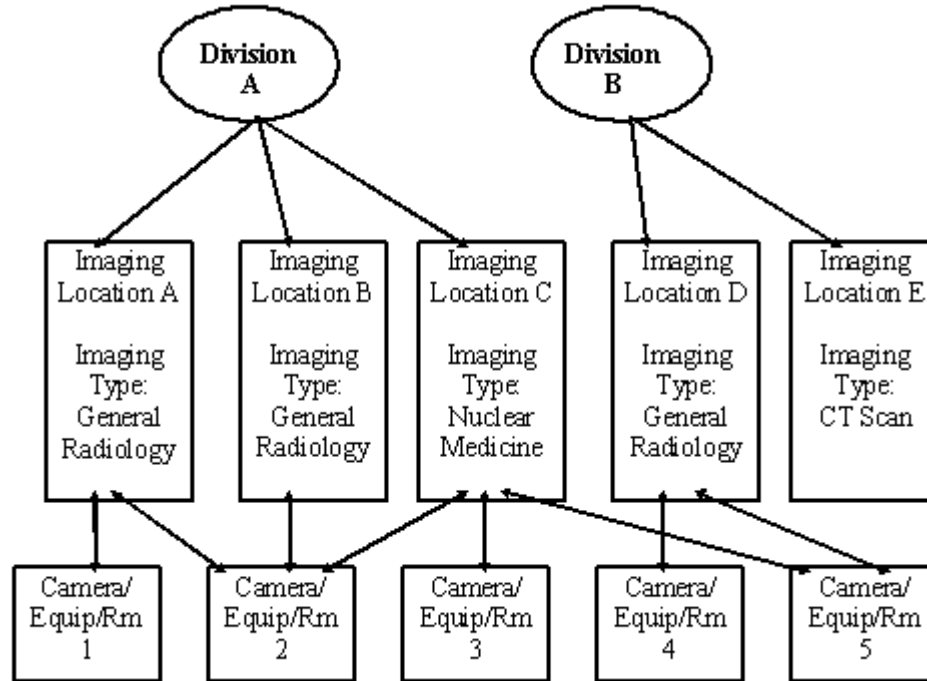 Division
A
Division
B
Imaging
Location A
Imaging
Type:
General
Radiology
Imaging
Location B
Imaging
Type:
General
Radiology
Imaging
Location C
Imaging
Type:
Nuclear
Medicine
Imaging
Location D
Imaging
Type:
General
Radiology
Imaging
Location E
Imaging
Type:
CT Scan
Camera/
Equip/Rm
1
Camera/
Equip/Rm
2
Camera/
Equip/Rm
3
Camera/
Equip/Rm
4
Camera/
Equip/Rm
5